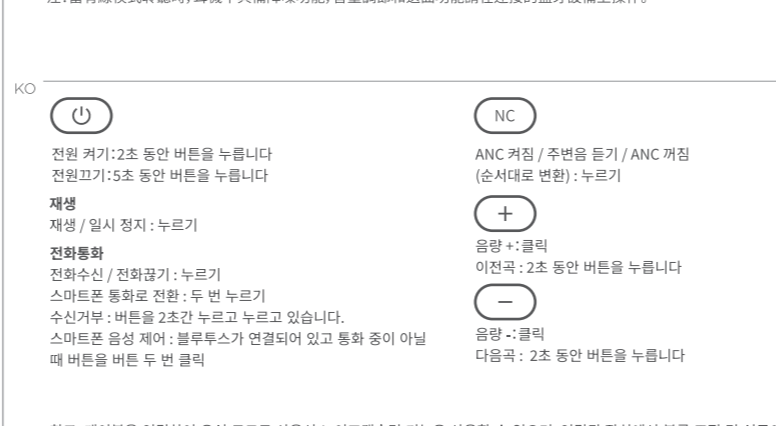 KO
전원 켜기:2초 동안 버튼을 누릅니다
전원끄기:5초 동안 버튼을 누릅니다
재생
재생 / 일시 정지 : 누르기
전화통화
전화수신 / 전화끊기 : 누르기
스마트폰 통화로 전환 : 두 번 누르기
수신거부 : 버튼을 2초간 누르고 누르고 있습니다.
스마트폰 음성 제어 : 블루투스가 연결되어 있고 통화 중이 아닐
때 버튼을 버튼 두 번 클릭
NC
ANC 켜짐 / 주변음 듣기 / ANC 꺼짐
(순서대로 변환) : 누르기
+
음량 +:클릭
이전곡 : 2초 동안 버튼을 누릅니다
−
음량 -:클릭
다음곡 : 2초 동안 버튼을 누릅니다